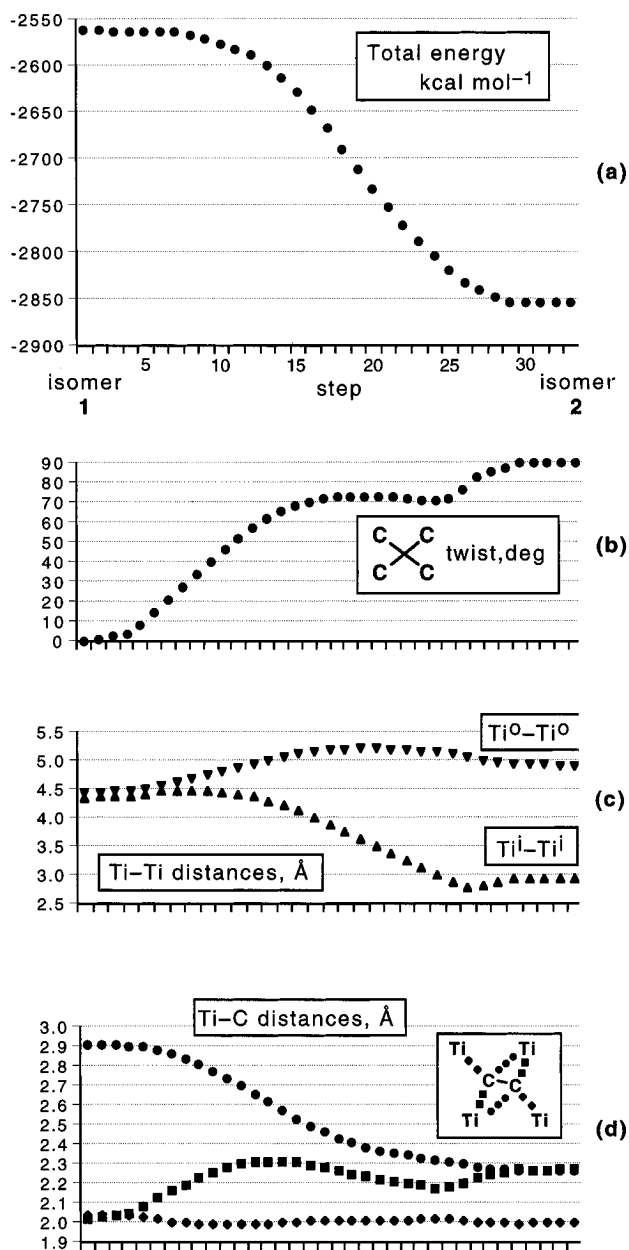 -2550
-2600
-2650
-2700
-2750
-2800
-2850
-2900
Total energy
kcal mol⁻¹
(a)
5 10 15 20 25 30
isomer step isomer
1 2
90
80
70
60
50
40
30
20
10
0
C C
C C
twist,deg
(b)
5.5
5.0
4.5
4.0
3.5
3.0
2.5
Tiᴼ–Tiᴼ
Tiⁱ–Tiⁱ
Ti–Ti distances, Å
(c)
Ti–C distances, Å
3.0
2.9
2.8
2.7
2.6
2.5
2.4
2.3
2.2
2.1
2.0
1.9
Ti Ti
C C
Ti Ti
(d)